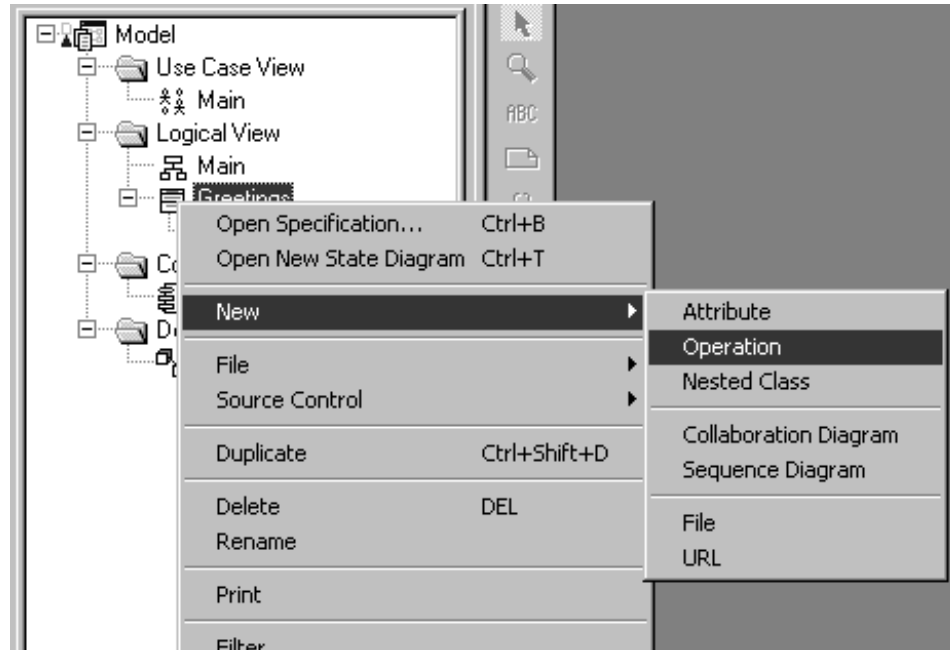 Model
Use Case View
Main
ABC
Logical View
Main
Greetings
Open Specification... Ctrl+B
Open New State Diagram Ctrl+T
New
File
Source Control
Duplicate Ctrl+Shift+D
Delete DEL
Rename
Print
Filter
Attribute
Operation
Nested Class
Collaboration Diagram
Sequence Diagram
File
URL